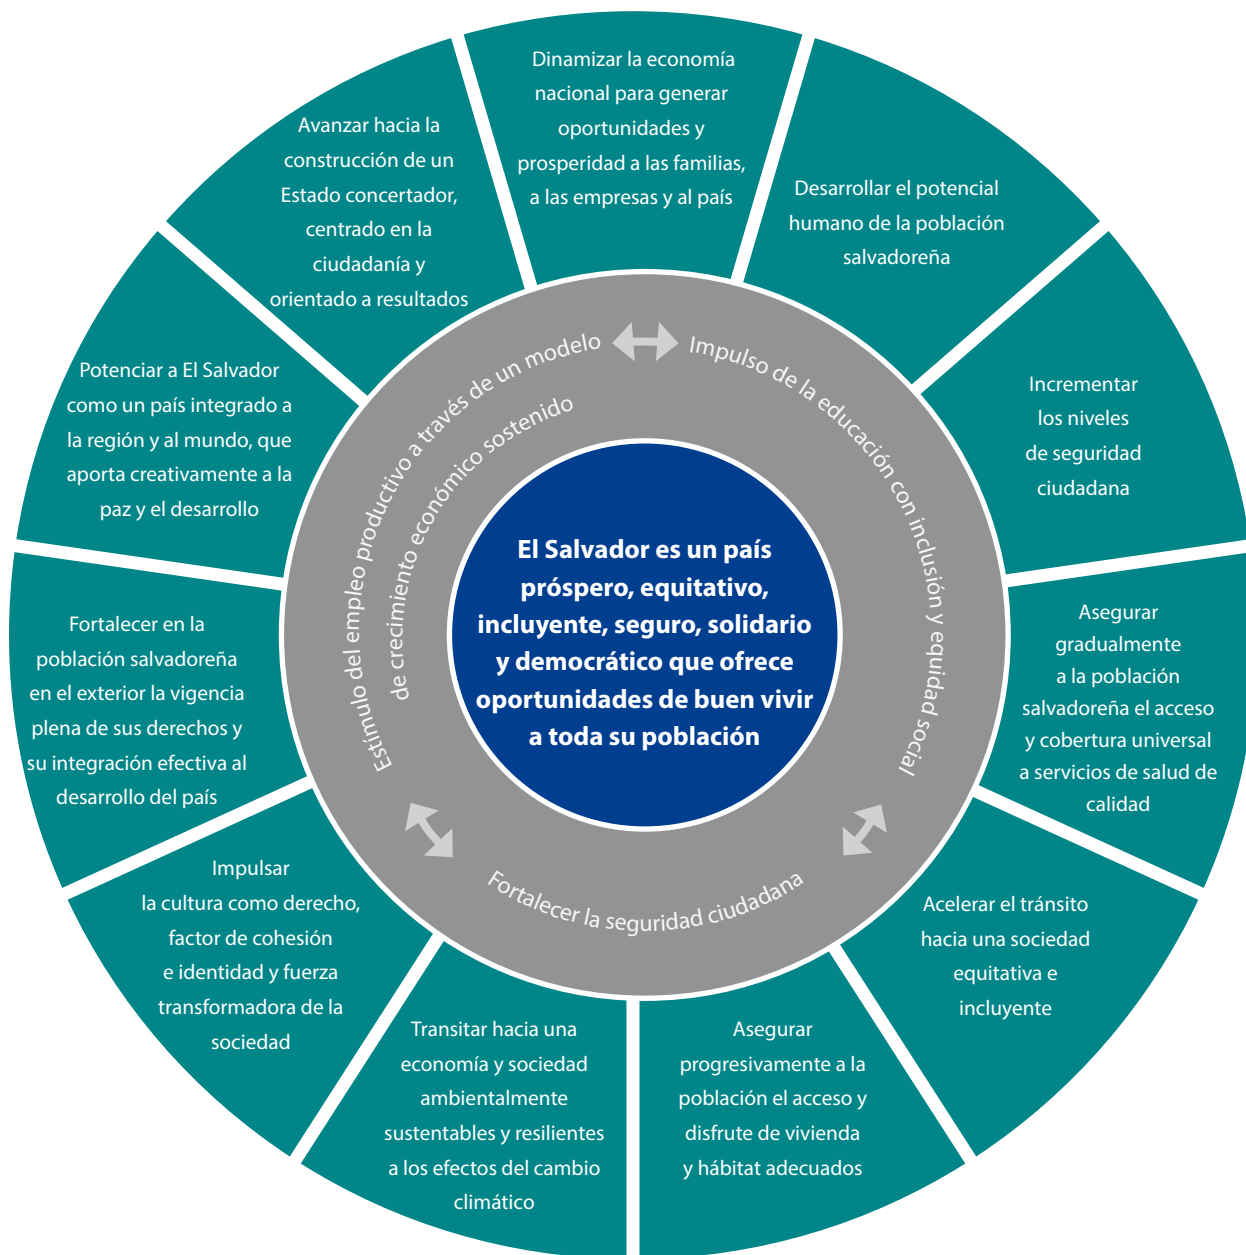 Dinamizar la economía
nacional para generar
oportunidades y
prosperidad a las familias,
a las empresas y al país
Desarrollar el potencial
humano de la población
salvadoreña
Incrementar
los niveles
de seguridad
ciudadana
Asegurar
gradualmente
a la población
salvadoreña el acceso
y cobertura universal
a servicios de salud de
calidad
Acelerar el tránsito
hacia una sociedad
equitativa e
incluyente
Asegurar
progresivamente a la
población el acceso y
disfrute de vivienda
y hábitat adecuados
Transitar hacia una
economía y sociedad
ambientalmente
sustentables y resilientes
a los efectos del cambio
climático
Impulsar
la cultura como derecho,
factor de cohesión
e identidad y fuerza
transformadora de la
sociedad
Fortalecer en la
población salvadoreña
en el exterior la vigencia
plena de sus derechos y
su integración efectiva al
desarrollo del país
Potenciar a El Salvador
como un país integrado a
la región y al mundo, que
aporta creativamente a la
paz y el desarrollo
Avanzar hacia la
construcción de un
Estado concertador,
centrado en la
ciudadanía y
orientado a resultados
Estímulo del empleo productivo a través de un modelo
de crecimiento económico sostenido
Impulso de la educación con inclusión y equidad social
Fortalecer la seguridad ciudadana
El Salvador es un país
próspero, equitativo,
incluyente, seguro, solidario
y democrático que ofrece
oportunidades de buen vivir
a toda su población